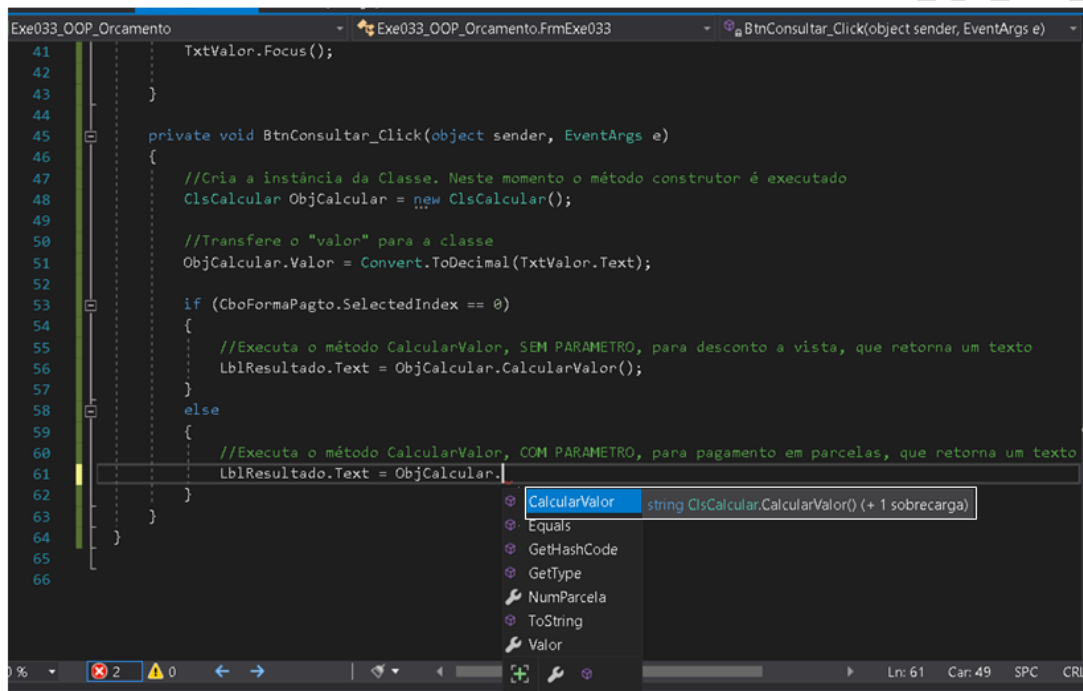 Exe033_OOP_Orcamento Exe033_OOP_Orcamento.FrmExe033 BtnConsultar_Click(object sender, EventArgs e)
41 TxtValor.Focus();
42
43 }
44
45 private void BtnConsultar_Click(object sender, EventArgs e)
46 {
47 //Cria a instância da Classe. Neste momento o método construtor é executado
48 ClsCalcular ObjCalcular = new ClsCalcular();
49
50 //Transfere o "valor" para a classe
51 ObjCalcular.Valor = Convert.ToDecimal(TxtValor.Text);
52
53 if (CboFormaPagto.SelectedIndex == 0)
54 {
55 //Executa o método CalcularValor, SEM PARAMETRO, para desconto a vista, que retorna um texto
56 LblResultado.Text = ObjCalcular.CalcularValor();
57 }
58 else
59 {
60 //Executa o método CalcularValor, COM PARAMETRO, para pagamento em parcelas, que retorna um texto
61 LblResultado.Text = ObjCalcular.
62 }
63 }
64 }
65
66
CalcularValor string ClsCalcular.CalcularValor() (+ 1 sobrecarga)
Equals
GetHashCode
GetType
NumParcela
ToString
Valor
% 2 0 Ln: 61 Car: 49 SPC